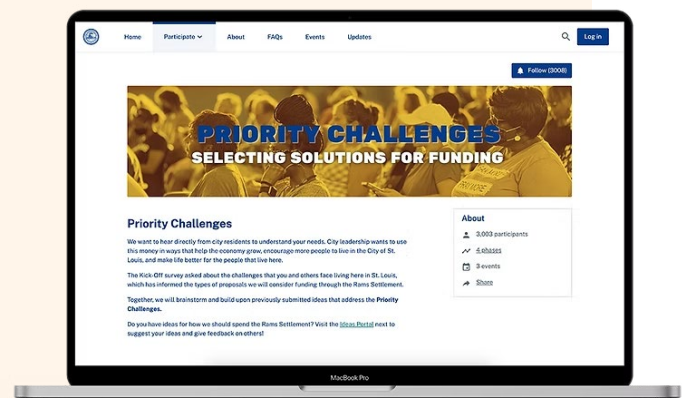 Home Participate About FAQs Events Updates Log in
Follow (3008)
PRIORITY CHALLENGES
SELECTING SOLUTIONS FOR FUNDING
Priority Challenges
We want to hear directly from city residents to understand your needs. City leadership wants to use
this money in ways that help the economy grow, encourage more people to live in the City of St.
Louis, and make life better for the people that live here.
The Kick-Off survey asked about the challenges that you and others face living here in St. Louis,
which has informed the types of proposals we will consider funding through the Rams Settlement.
Together, we will brainstorm and build upon previously submitted ideas that address the Priority
Challenges.
Do you have ideas for how we should spend the Rams Settlement? Visit the Ideas Portal next to
suggest your ideas and give feedback on others!
About
3,003 participants
4 phases
3 events
Share
MacBook Pro